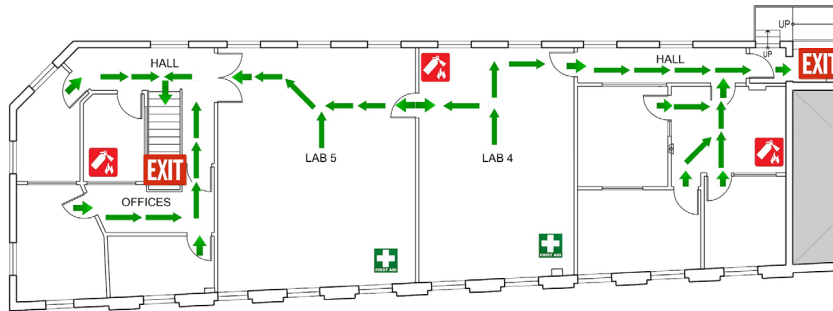 UP
UP
HALL
HALL
EXIT
LAB 5
LAB 4
EXIT
OFFICES
FIRST AID
FIRST AID